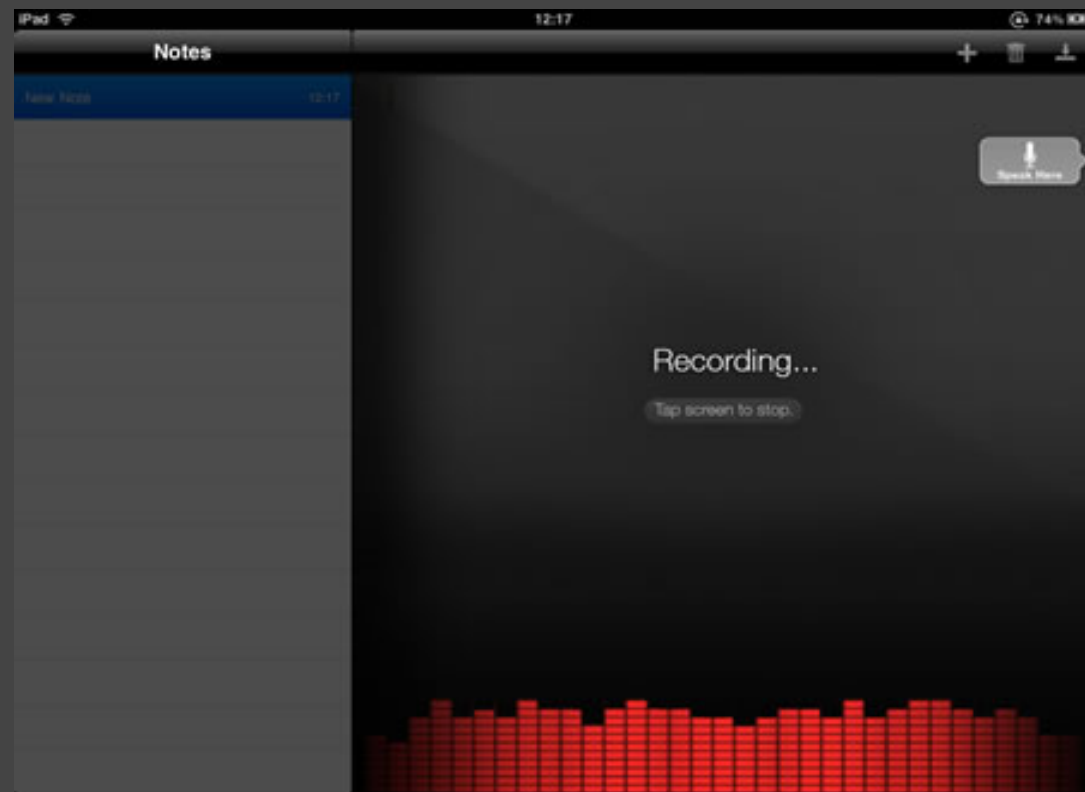 iPad 12:17 74%
Notes
New Note 12:17
Speak Here
Recording...
Tap screen to stop.